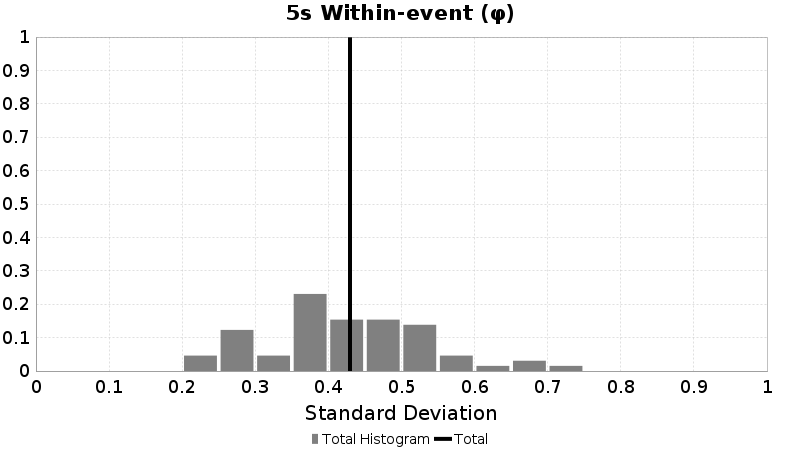 5s Within-event (φ)
1
0.9
0.8
0.7
0.6
0.5
0.4
0.3
0.2
0.1
0
0 0.1 0.2 0.3 0.4 0.5 0.6 0.7 0.8 0.9 1
Standard Deviation
Total Histogram Total